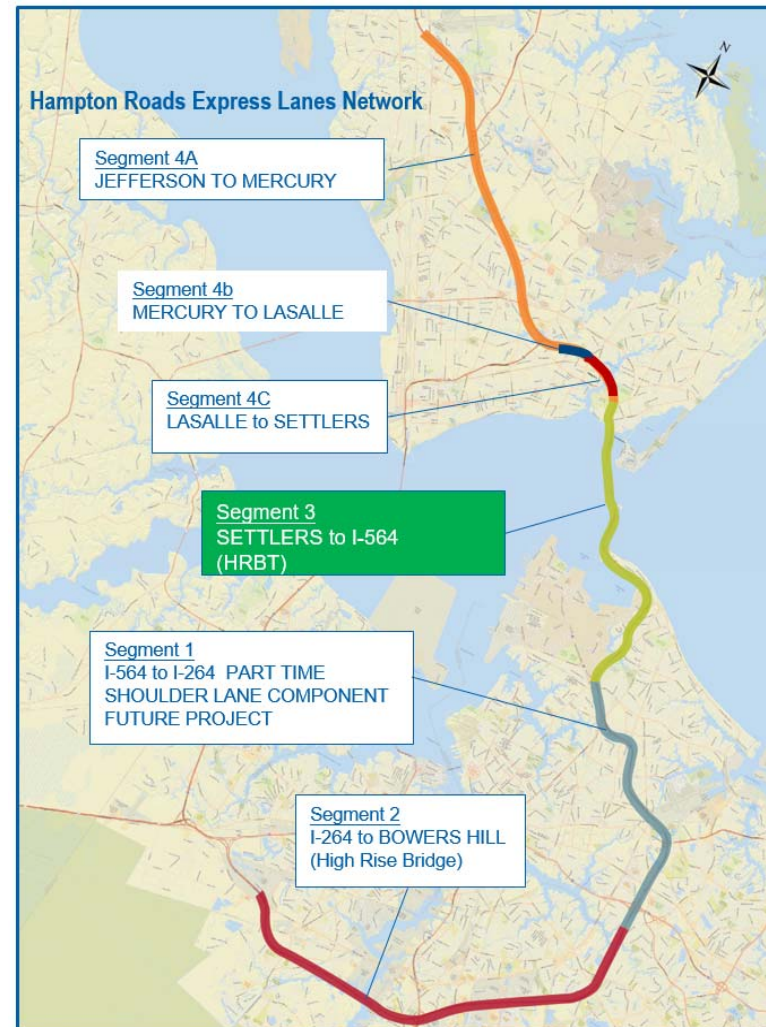 N
Hampton Roads Express Lanes Network
Segment 4A
JEFFERSON TO MERCURY
Segment 4b
MERCURY TO LASALLE
Segment 4C
LASALLE to SETTLERS
Segment 3
SETTLERS to I-564
(HRBT)
Segment 1
I-564 to I-264 PART TIME
SHOULDER LANE COMPONENT
FUTURE PROJECT
Segment 2
I-264 to BOWERS HILL
(High Rise Bridge)